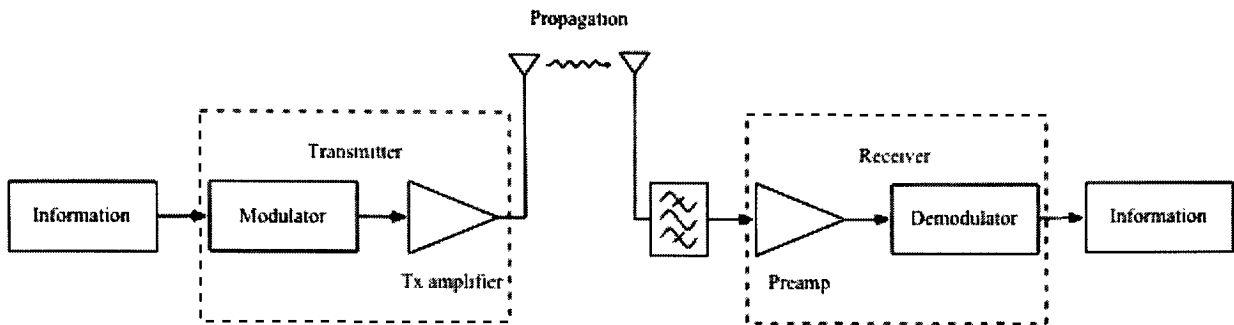 Propagation
Transmitter
Receiver
Information
Modulator
Demodulator
Information
Tx amplifier
Preamp